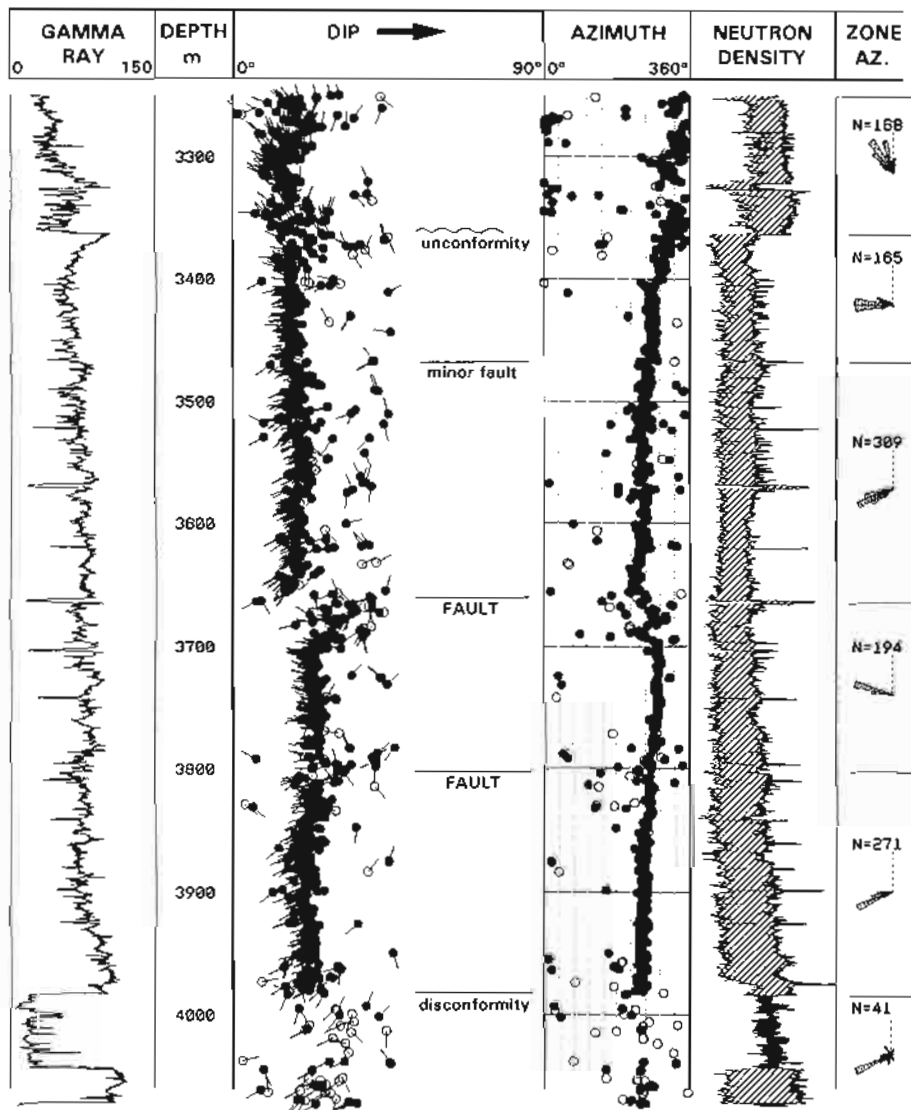 GAMMA RAY
0 150
DEPTH m
DIP
0° 90°
AZIMUTH
0° 360°
NEUTRON DENSITY
ZONE AZ.
N=168
3300
unconformity
N=165
3400
minor fault
3500
N=309
3600
FAULT
3700
N=194
3800
FAULT
N=271
3900
disconformity
4000
N=41